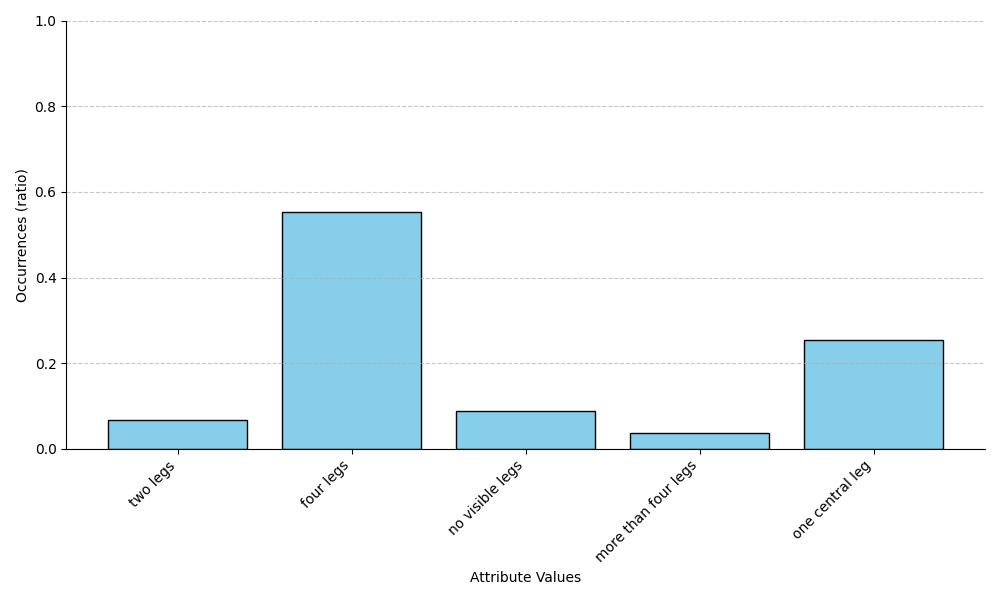 1.0
0.8
0.6
0.4
0.2
0.0
Occurrences (ratio)
two legs
four legs
no visible legs
more than four legs
one central leg
Attribute Values